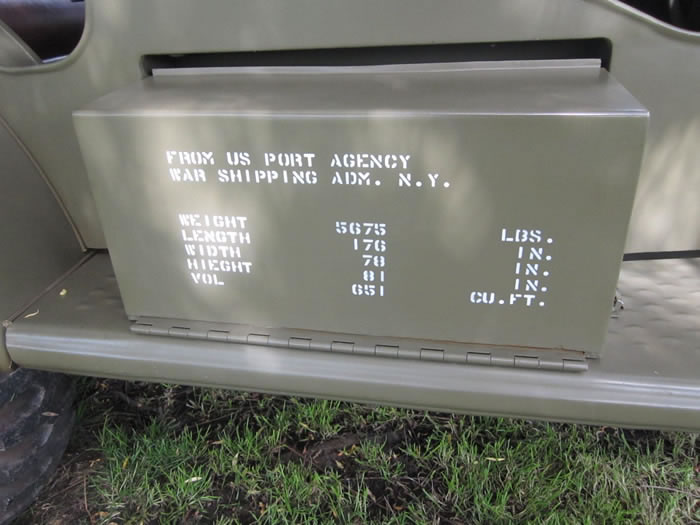 FROM US PORT AGENCY
WAR SHIPPING ADM. N.Y.
WEIGHT 5675 LBS.
LENGTH 176 IN.
WIDTH 78 IN.
HIEGHT 81 IN.
VOL 651 CU.FT.